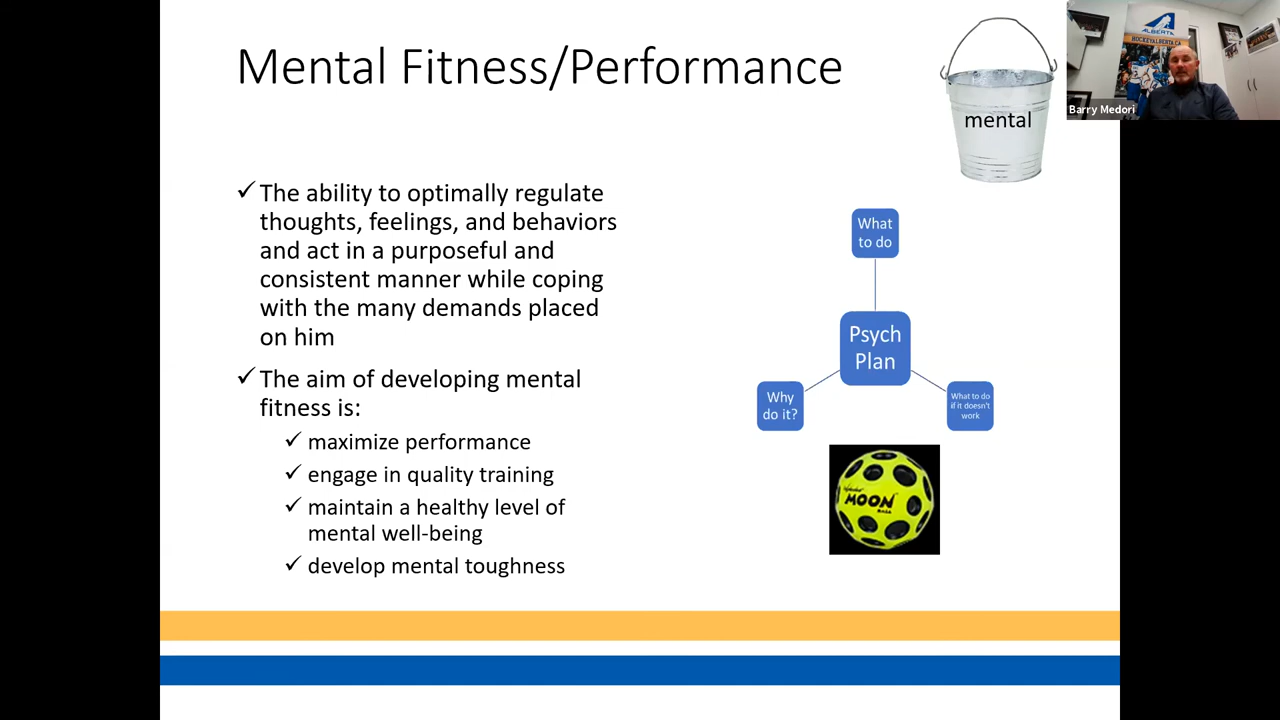 Mental Fitness/Performance
mental
ALBERTA
HOCKEYALBERTA.CA
Barry Medori
The ability to optimally regulate
thoughts, feelings, and behaviors
and act in a purposeful and
consistent manner while coping
with the many demands placed
on him
The aim of developing mental
fitness is:
maximize performance
engage in quality training
maintain a healthy level of
mental well-being
develop mental toughness
What
to do
Psych
Plan
Why
do it?
What to do
if it doesn't
work
MOON